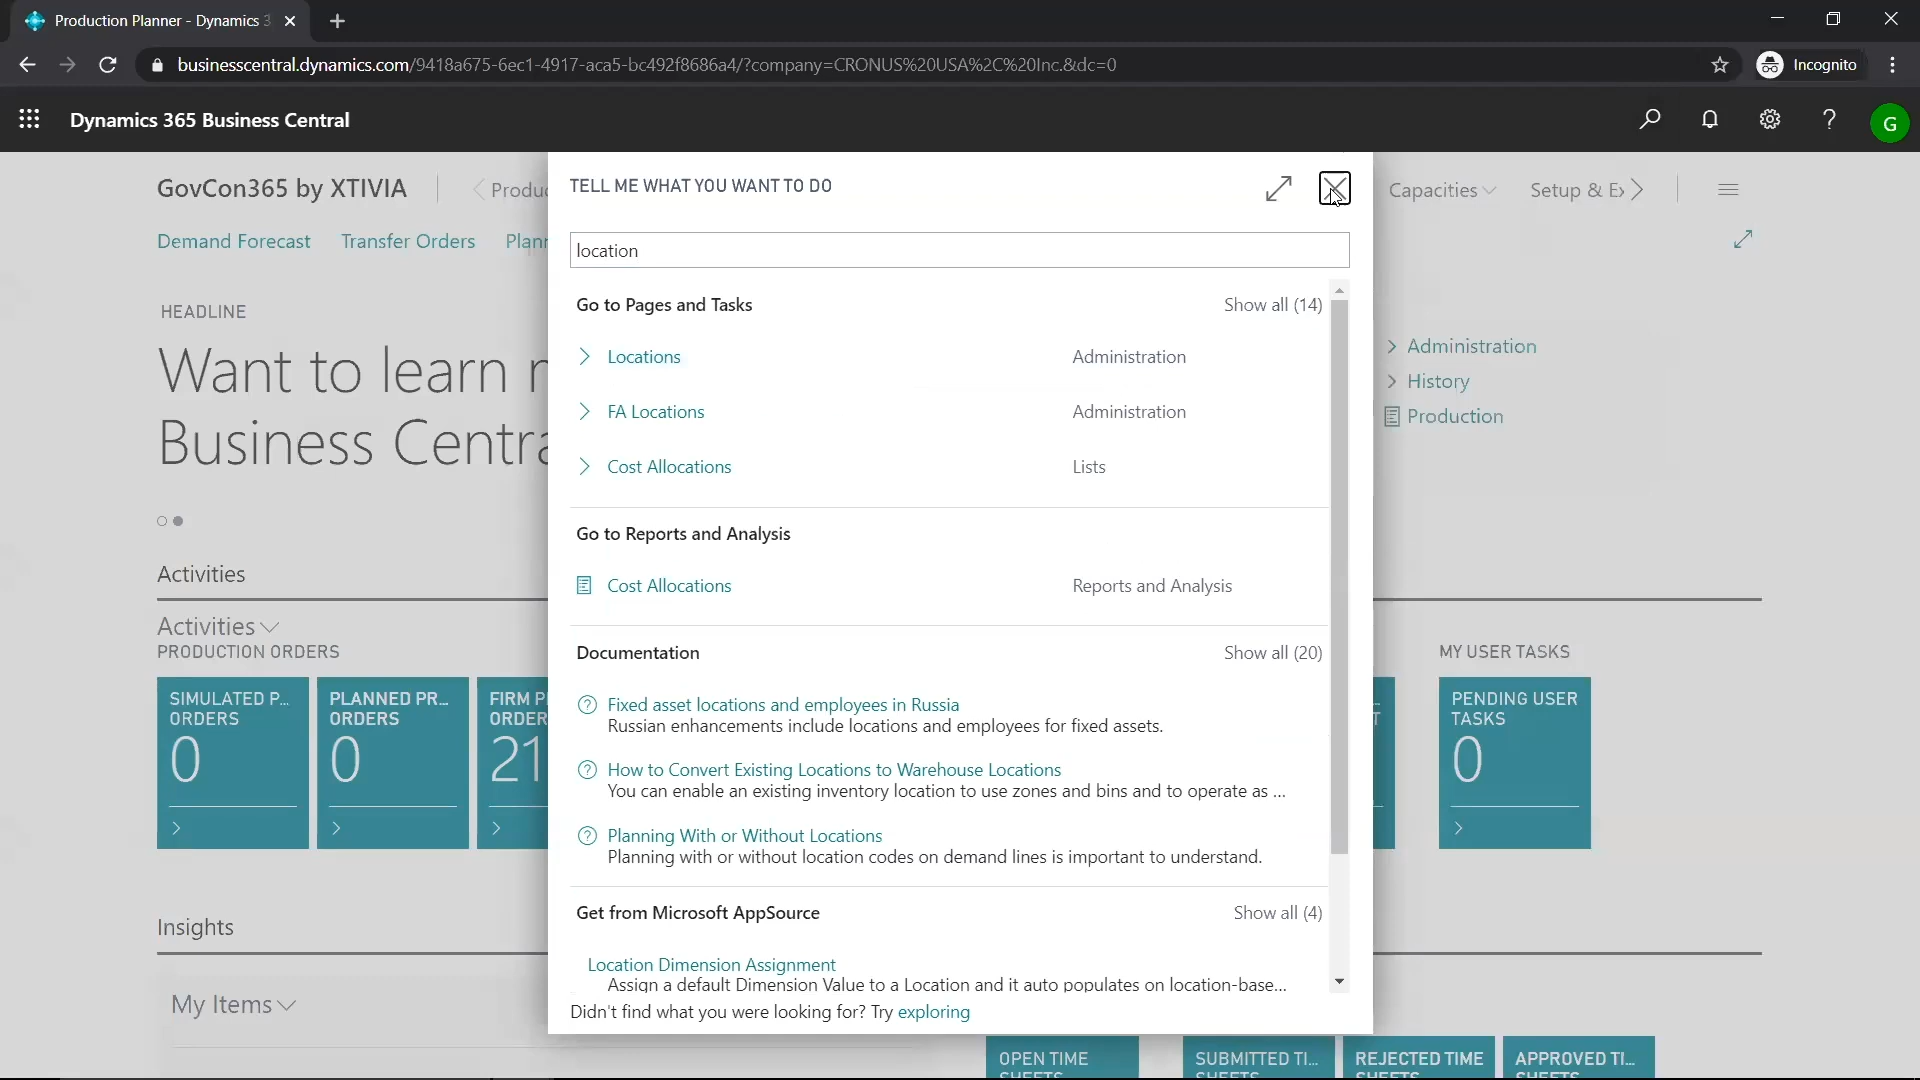 Production Planner - Dynamics 3
businesscentral.dynamics.com/9418a675-6ec1-4917-aca5-bc492f8686a4/?company=CRONUS%20USA%2C%20Inc.&dc=0
Incognito
Dynamics 365 Business Central
G
GovCon365 by XTIVIA
Produc
Capacities
Setup & Ex
Demand Forecast
Transfer Orders
Plann
TELL ME WHAT YOU WANT TO DO
location
Go to Pages and Tasks
Show all (14)
Locations
Administration
FA Locations
Administration
Cost Allocations
Lists
Go to Reports and Analysis
Cost Allocations
Reports and Analysis
Documentation
Show all (20)
Fixed asset locations and employees in Russia
Russian enhancements include locations and employees for fixed assets.
How to Convert Existing Locations to Warehouse Locations
You can enable an existing inventory location to use zones and bins and to operate as ...
Planning With or Without Locations
Planning with or without location codes on demand lines is important to understand.
Get from Microsoft AppSource
Show all (4)
Location Dimension Assignment
Assign a default Dimension Value to a Location and it auto populates on location-base...
Didn't find what you were looking for? Try exploring
HEADLINE
Want to learn
Business Centra
Administration
History
Production
Activities
Activities
PRODUCTION ORDERS
SIMULATED P...
ORDERS
0
PLANNED PR...
ORDERS
0
FIRM P
ORDER
21
MY USER TASKS
PENDING USER
TASKS
0
Insights
My Items
OPEN TIME
SHEETS
SUBMITTED TI...
SHEETS
REJECTED TIME
SHEETS
APPROVED TI...
SHEETS